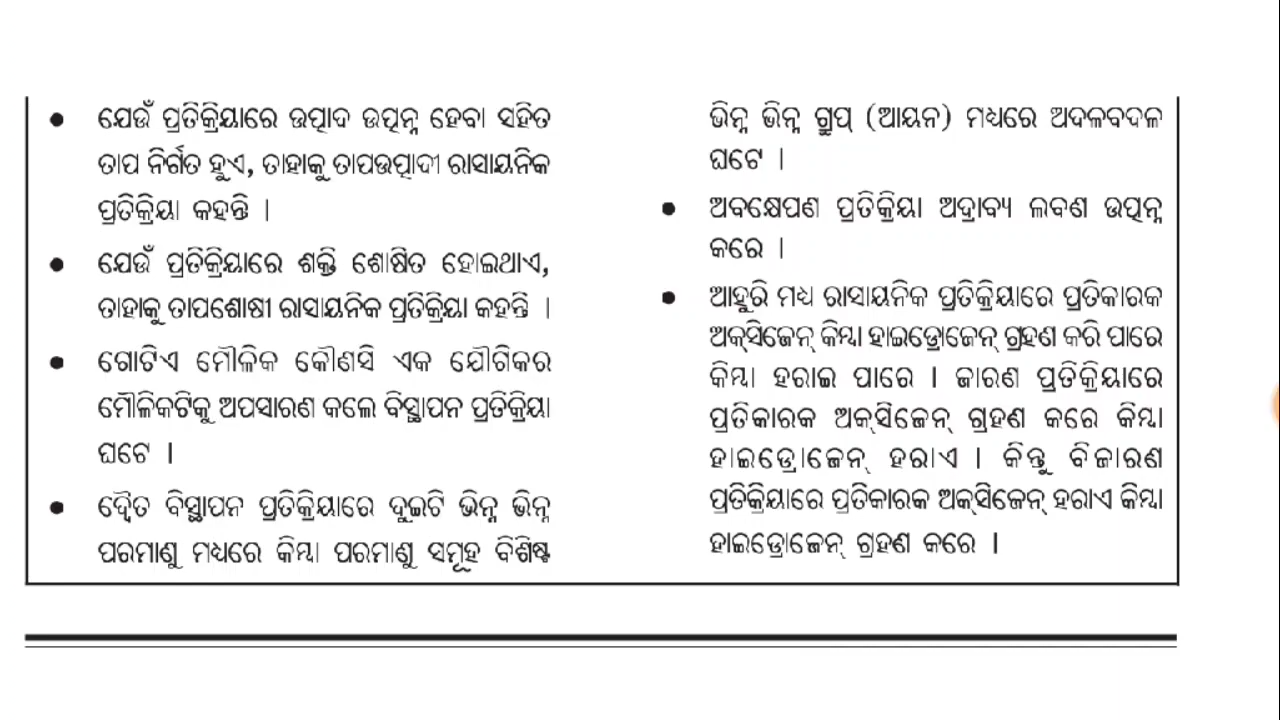 ● ଯେଉଁ ପ୍ରତିକ୍ରିୟାରେ ଉତ୍ପାଦ ଉତ୍ପନ୍ନ ହେବା ସହିତ
ତାପ ନିର୍ଗତ ହୁଏ, ତାହାକୁ ତାପଉତ୍ପାଦୀ ରାସାୟନିକ
ପ୍ରତିକ୍ରିୟା କହନ୍ତି ।
● ଯେଉଁ ପ୍ରତିକ୍ରିୟାରେ ଶକ୍ତି ଶୋଷିତ ହୋଇଥାଏ,
ତାହାକୁ ତାପଶୋଷୀ ରାସାୟନିକ ପ୍ରତିକ୍ରିୟା କହନ୍ତି ।
● ଗୋଟିଏ ମୌଳିକ କୌଣସି ଏକ ଯୌଗିକର
ମୌଳିକଟିକୁ ଅପସାରଣ କଲେ ବିସ୍ଥାପନ ପ୍ରତିକ୍ରିୟା
ଘଟେ ।
● ଦ୍ୱୈତ ବିସ୍ଥାପନ ପ୍ରତିକ୍ରିୟାରେ ଦୁଇଟି ଭିନ୍ନ ଭିନ୍ନ
ପରମାଣୁ ମଧ୍ୟରେ କିମ୍ବା ପରମାଣୁ ସମୂହ ବିଶିଷ୍ଟ
ଭିନ୍ନ ଭିନ୍ନ ଗ୍ରୁପ୍ (ଆୟନ) ମଧ୍ୟରେ ଅଦଳବଦଳ
ଘଟେ ।
● ଅବକ୍ଷେପଣ ପ୍ରତିକ୍ରିୟା ଅଦ୍ରାବ୍ୟ ଲବଣ ଉତ୍ପନ୍ନ
କରେ ।
● ଆହୁରି ମଧ୍ୟ ରାସାୟନିକ ପ୍ରତିକ୍ରିୟାରେ ପ୍ରତିକାରକ
ଅକ୍‌ସିଜେନ୍ କିମ୍ବା ହାଇଡ୍ରୋଜେନ୍ ଗ୍ରହଣ କରି ପାରେ
କିମ୍ବା ହରାଇ ପାରେ । ଜାରଣ ପ୍ରତିକ୍ରିୟାରେ
ପ୍ରତିକାରକ ଅକ୍‌ସିଜେନ୍ ଗ୍ରହଣ କରେ କିମ୍ବା
ହାଇଡ୍ରୋଜେନ୍ ହରାଏ । କିନ୍ତୁ ବିଜାରଣ
ପ୍ରତିକ୍ରିୟାରେ ପ୍ରତିକାରକ ଅକ୍‌ସିଜେନ୍ ହରାଏ କିମ୍ବା
ହାଇଡ୍ରୋଜେନ୍ ଗ୍ରହଣ କରେ ।